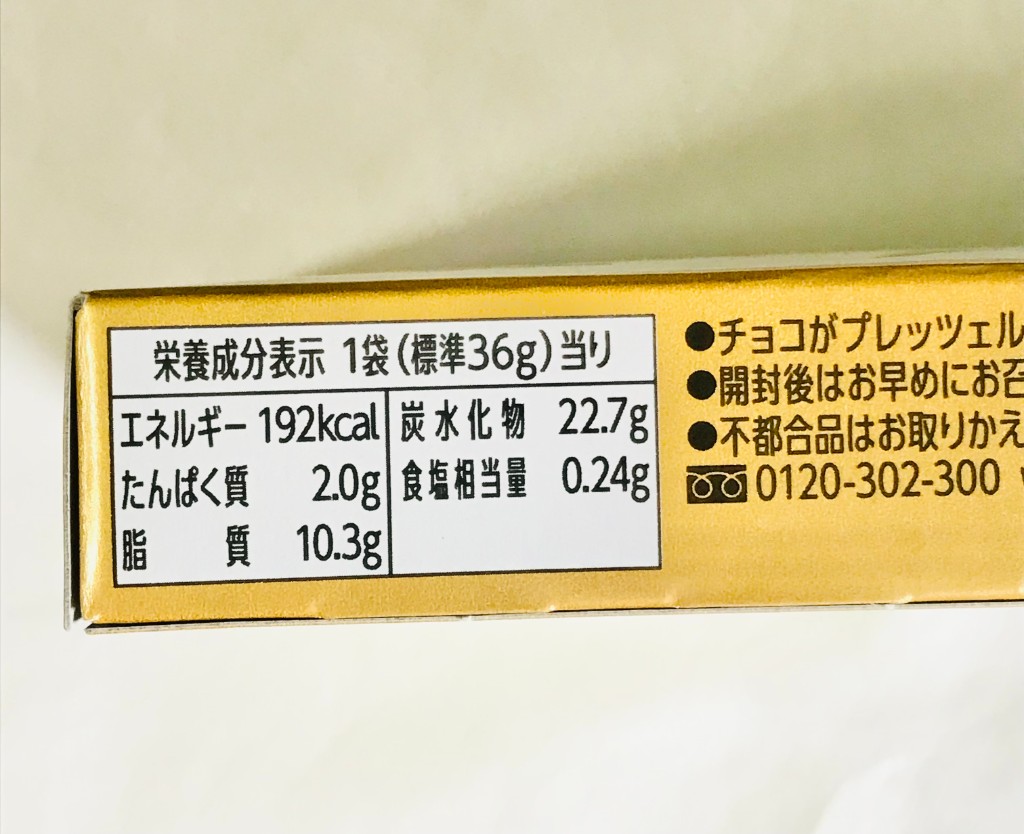 栄養成分表示 1袋(標準36g)当り
エネルギー 192kcal
たんぱく質 2.0g
脂質 10.3g
炭水化物 22.7g
食塩相当量 0.24g
●チョコがプレッツェル
●開封後はお早めにお召
●不都合品はお取りかえ
0120-302-300